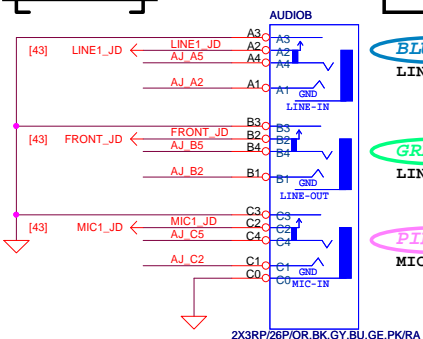 AUDIOB
A3 A3
[43] LINE1_JD LINE1_JD A2 A2
AJ_A5 A4 A4
AJ_A2 A1 A1
GND
LINE-IN
B3 B3
[43] FRONT_JD FRONT_JD B2 B2
AJ_B5 B4 B4
AJ_B2 B1 B1
GND
LINE-OUT
C3 C3
[43] MIC1_JD MIC1_JD C2 C2
AJ_C5 C4 C4
AJ_C2 C1 C1
GND
C0 C0
MIC-IN
2X3RP/26P/OR,BK,GY,BU,GE,PK/RA
BLU
LIN
GR
LIN
PI
MIC